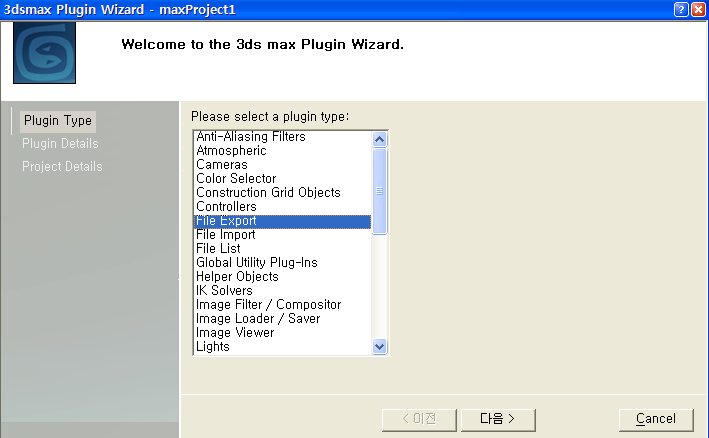 3dsmax Plugin Wizard - maxProject1
Welcome to the 3ds max Plugin Wizard.
Plugin Type
Plugin Details
Project Details
Please select a plugin type:
Anti-Aliasing Filters
Atmospheric
Cameras
Color Selector
Construction Grid Objects
Controllers
File Export
File Import
File List
Global Utility Plug-Ins
Helper Objects
IK Solvers
Image Filter / Compositor
Image Loader / Saver
Image Viewer
Lights
< 이전
다음 >
Cancel